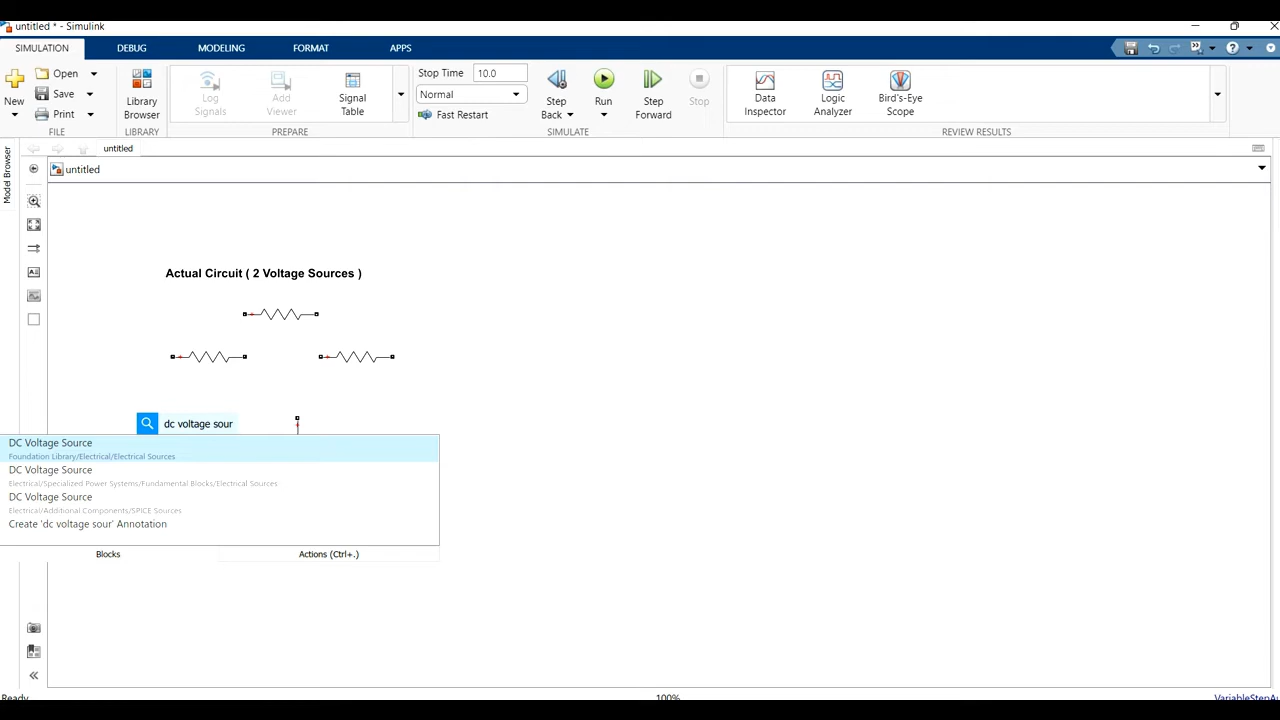 untitled * - Simulink
SIMULATION DEBUG MODELING FORMAT APPS
New
Open
Save
Print
FILE
Library Browser
LIBRARY
Log Signals
Add Viewer
Signal Table
PREPARE
Stop Time 10.0
Normal
Fast Restart
Step Back
Run
Step Forward
Stop
SIMULATE
Data Inspector
Logic Analyzer
Bird's-Eye Scope
REVIEW RESULTS
Model Browser
untitled
untitled
Actual Circuit ( 2 Voltage Sources )
dc voltage sour
DC Voltage Source
Foundation Library/Electrical/Electrical Sources
DC Voltage Source
Electrical/Specialized Power Systems/Fundamental Blocks/Electrical Sources
DC Voltage Source
Electrical/Additional Components/SPICE Sources
Create 'dc voltage sour' Annotation
Blocks Actions (Ctrl+.)
Ready 100%